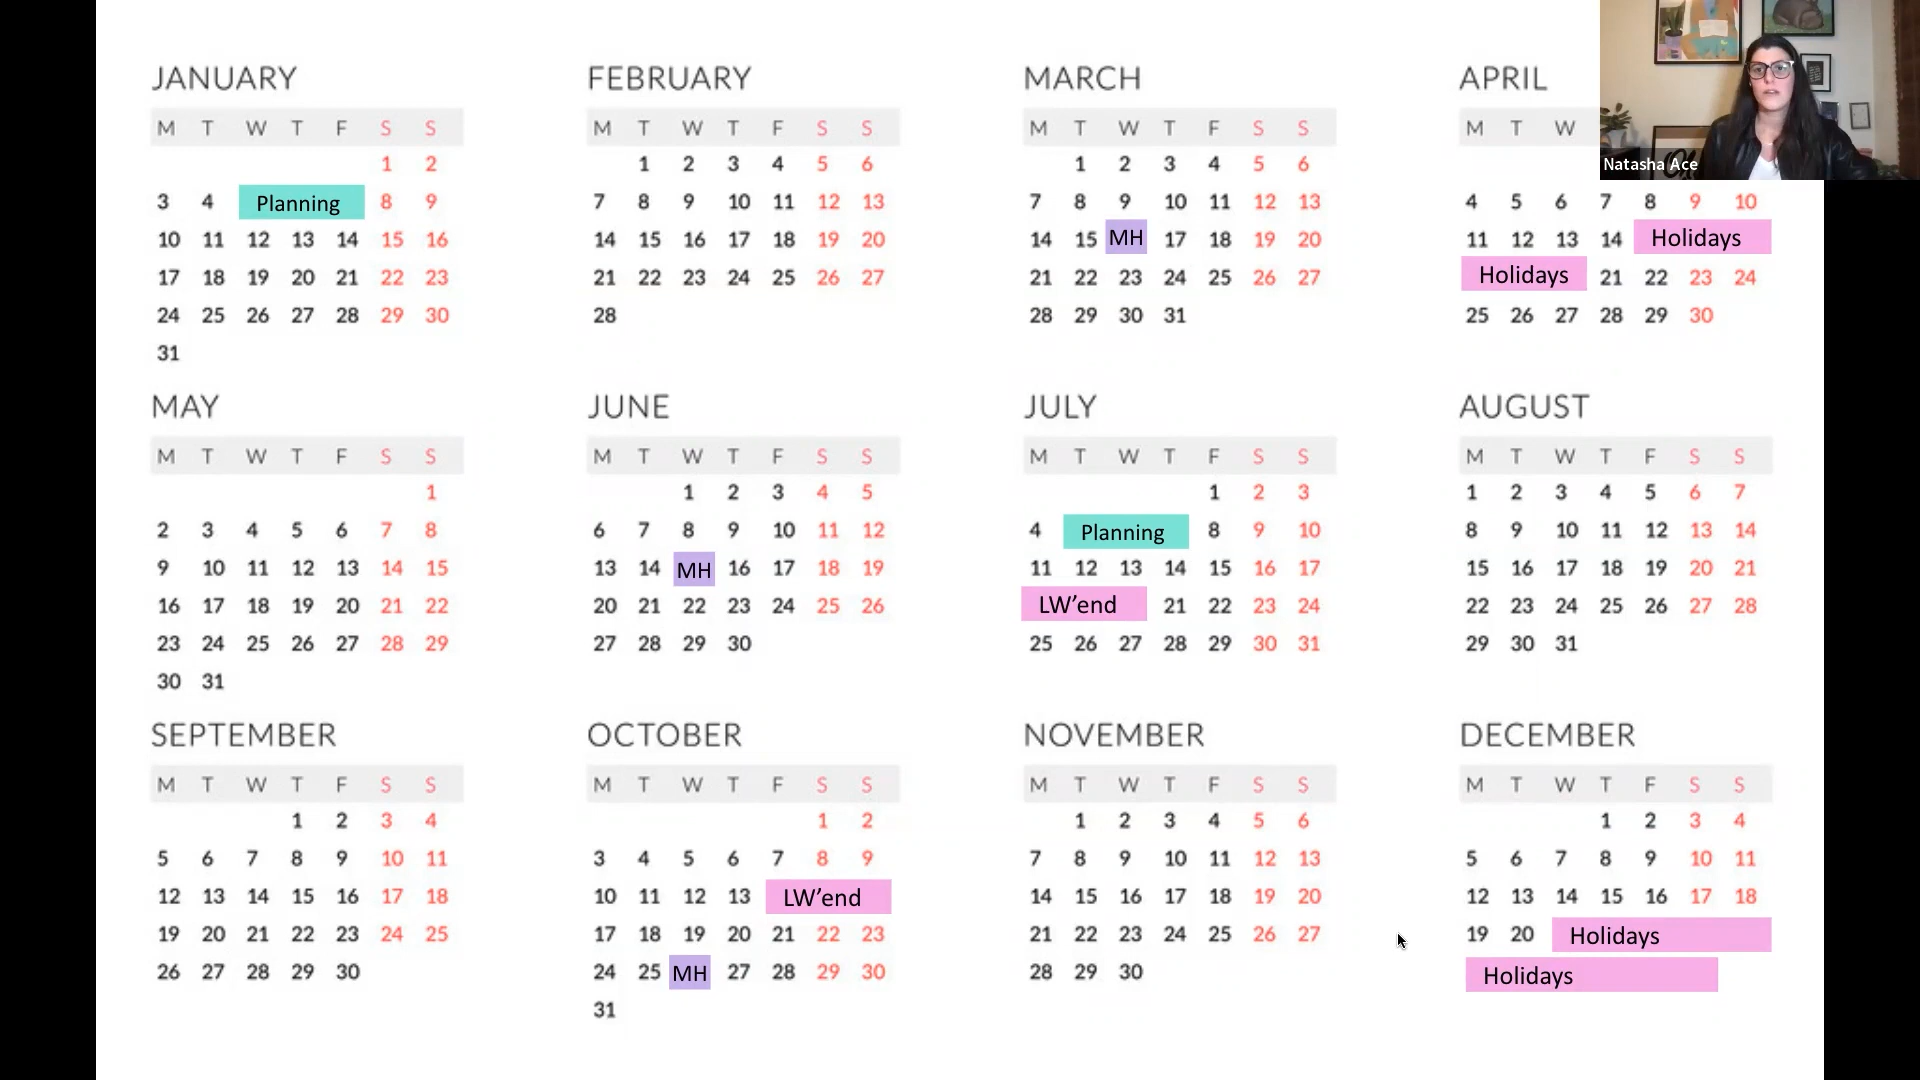 JANUARY
M T W T F S S
1 2
3 4 Planning 8 9
10 11 12 13 14 15 16
17 18 19 20 21 22 23
24 25 26 27 28 29 30
31
FEBRUARY
M T W T F S S
1 2 3 4 5 6
7 8 9 10 11 12 13
14 15 16 17 18 19 20
21 22 23 24 25 26 27
28
MARCH
M T W T F S S
1 2 3 4 5 6
7 8 9 10 11 12 13
14 15 MH 17 18 19 20
21 22 23 24 25 26 27
28 29 30 31
APRIL
M T W
4 5 6 7 8 9 10
11 12 13 14 Holidays
Holidays 21 22 23 24
25 26 27 28 29 30
Natasha Ace
MAY
M T W T F S S
1
2 3 4 5 6 7 8
9 10 11 12 13 14 15
16 17 18 19 20 21 22
23 24 25 26 27 28 29
30 31
JUNE
M T W T F S S
1 2 3 4 5
6 7 8 9 10 11 12
13 14 MH 16 17 18 19
20 21 22 23 24 25 26
27 28 29 30
JULY
M T W T F S S
1 2 3
4 Planning 8 9 10
11 12 13 14 15 16 17
LW’end 21 22 23 24
25 26 27 28 29 30 31
AUGUST
M T W T F S S
1 2 3 4 5 6 7
8 9 10 11 12 13 14
15 16 17 18 19 20 21
22 23 24 25 26 27 28
29 30 31
SEPTEMBER
M T W T F S S
1 2 3 4
5 6 7 8 9 10 11
12 13 14 15 16 17 18
19 20 21 22 23 24 25
26 27 28 29 30
OCTOBER
M T W T F S S
1 2
3 4 5 6 7 8 9
10 11 12 13 LW’end
17 18 19 20 21 22 23
24 25 MH 27 28 29 30
31
NOVEMBER
M T W T F S S
1 2 3 4 5 6
7 8 9 10 11 12 13
14 15 16 17 18 19 20
21 22 23 24 25 26 27
28 29 30
DECEMBER
M T W T F S S
1 2 3 4
5 6 7 8 9 10 11
12 13 14 15 16 17 18
19 20 Holidays
Holidays